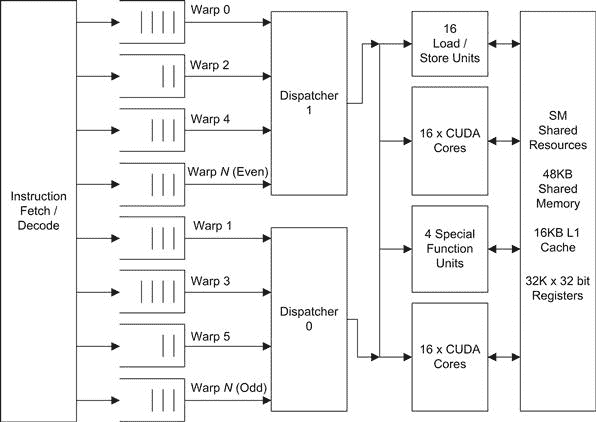 Instruction
Fetch /
Decode
Warp 0
Warp 2
Warp 4
Warp N (Even)
Warp 1
Warp 3
Warp 5
Warp N (Odd)
Dispatcher
1
Dispatcher
0
16
Load /
Store Units
16 x CUDA
Cores
4 Special
Function
Units
16 x CUDA
Cores
SM
Shared
Resources
48KB
Shared
Memory
16KB L1
Cache
32K x 32 bit
Registers